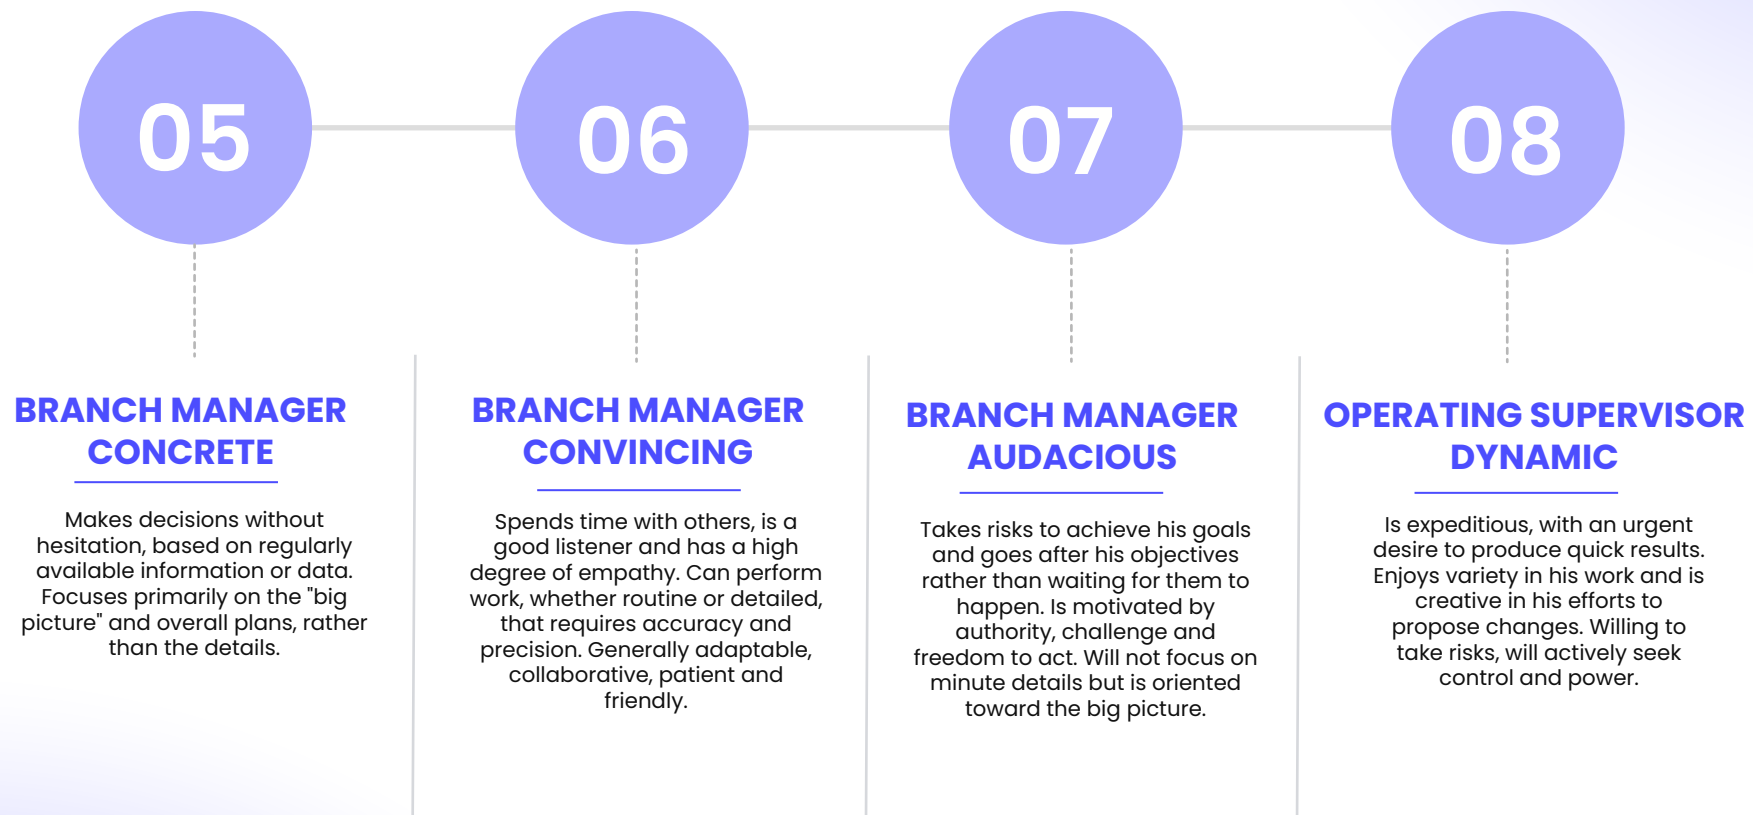 05
06
07
08
BRANCH MANAGER
CONCRETE
Makes decisions without
hesitation, based on regularly
available information or data.
Focuses primarily on the "big
picture" and overall plans, rather
than the details.
BRANCH MANAGER
CONVINCING
Spends time with others, is a
good listener and has a high
degree of empathy. Can perform
work, whether routine or detailed,
that requires accuracy and
precision. Generally adaptable,
collaborative, patient and
friendly.
BRANCH MANAGER
AUDACIOUS
Takes risks to achieve his goals
and goes after his objectives
rather than waiting for them to
happen. Is motivated by
authority, challenge and
freedom to act. Will not focus on
minute details but is oriented
toward the big picture.
OPERATING SUPERVISOR
DYNAMIC
Is expeditious, with an urgent
desire to produce quick results.
Enjoys variety in his work and is
creative in his efforts to
propose changes. Willing to
take risks, will actively seek
control and power.